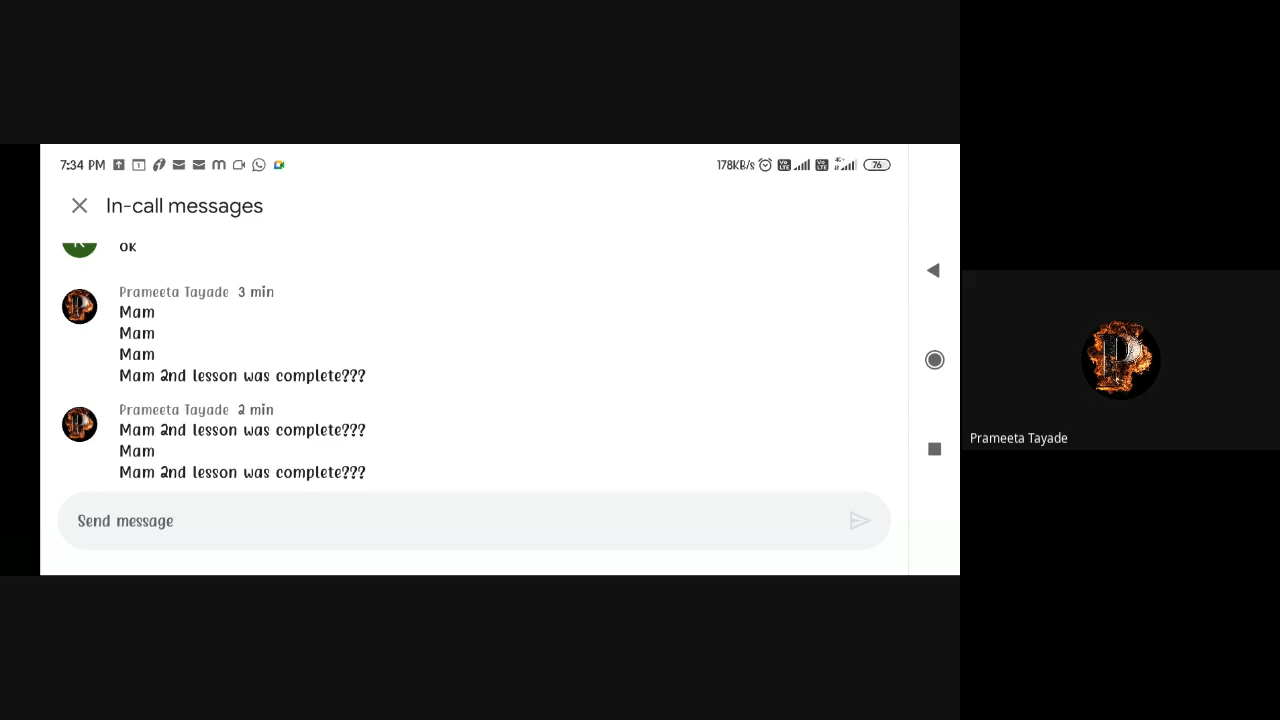 7:34 PM
178KB/s
76
In-call messages
OK
Prameeta Tayade 3 min
Mam
Mam
Mam
Mam 2nd lesson was complete???
Prameeta Tayade 2 min
Mam 2nd lesson was complete???
Mam
Mam 2nd lesson was complete???
Send message
P
Prameeta Tayade